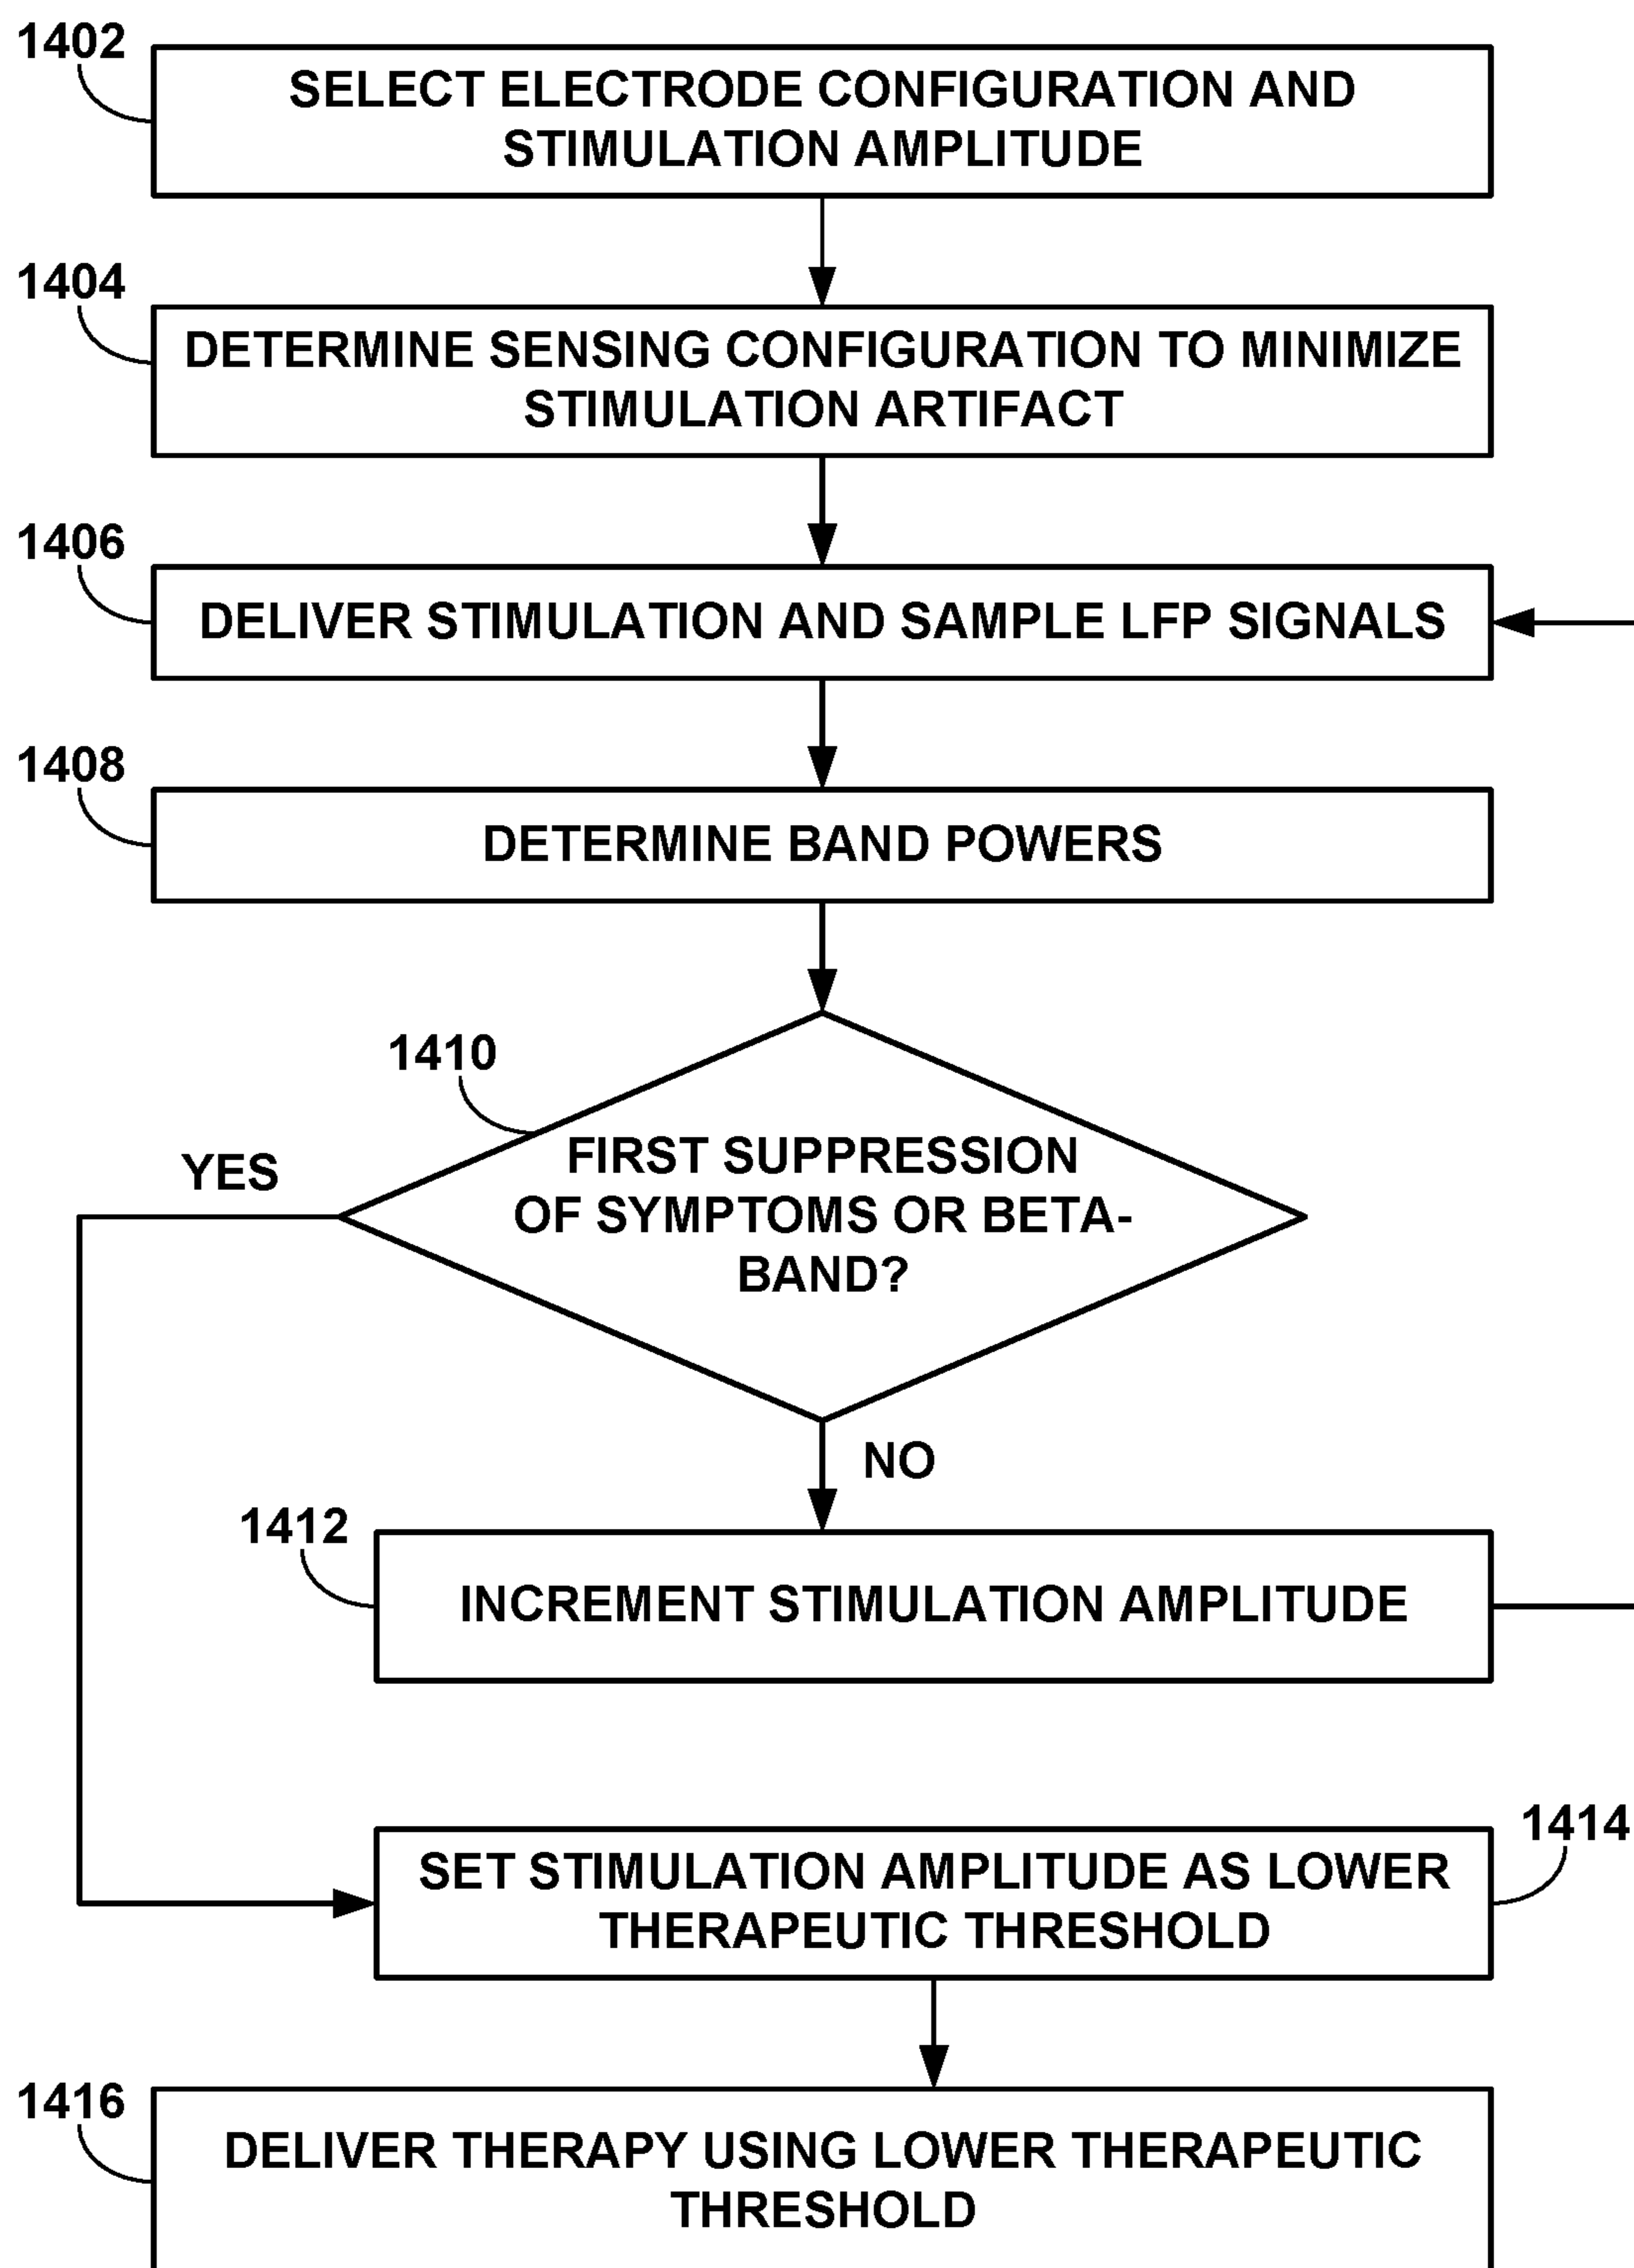 1402
SELECT ELECTRODE CONFIGURATION AND
STIMULATION AMPLITUDE
1404
DETERMINE SENSING CONFIGURATION TO MINIMIZE
STIMULATION ARTIFACT
1406
DELIVER STIMULATION AND SAMPLE LFP SIGNALS
1408
DETERMINE BAND POWERS
1410
FIRST SUPPRESSION
OF SYMPTOMS OR BETA-
BAND?
YES
NO
1412
INCREMENT STIMULATION AMPLITUDE
1414
SET STIMULATION AMPLITUDE AS LOWER
THERAPEUTIC THRESHOLD
1416
DELIVER THERAPY USING LOWER THERAPEUTIC
THRESHOLD